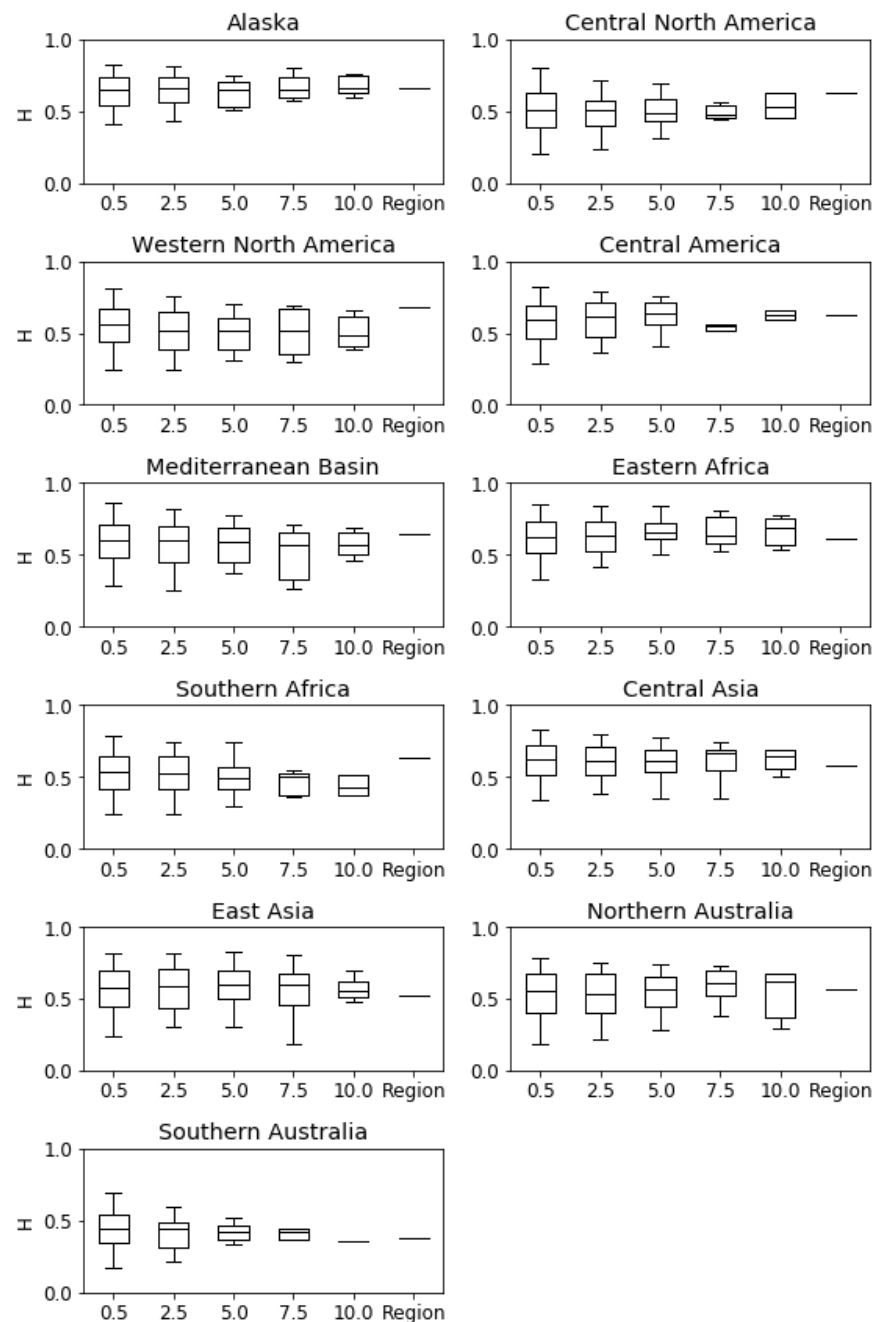 Alaska
1.0
0.5
0.0
H
0.5 2.5 5.0 7.5 10.0 Region
Central North America
1.0
0.5
0.0
0.5 2.5 5.0 7.5 10.0 Region
Western North America
1.0
0.5
0.0
H
0.5 2.5 5.0 7.5 10.0 Region
Central America
1.0
0.5
0.0
0.5 2.5 5.0 7.5 10.0 Region
Mediterranean Basin
1.0
0.5
0.0
H
0.5 2.5 5.0 7.5 10.0 Region
Eastern Africa
1.0
0.5
0.0
0.5 2.5 5.0 7.5 10.0 Region
Southern Africa
1.0
0.5
0.0
H
0.5 2.5 5.0 7.5 10.0 Region
Central Asia
1.0
0.5
0.0
0.5 2.5 5.0 7.5 10.0 Region
East Asia
1.0
0.5
0.0
H
0.5 2.5 5.0 7.5 10.0 Region
Northern Australia
1.0
0.5
0.0
0.5 2.5 5.0 7.5 10.0 Region
Southern Australia
1.0
0.5
0.0
H
0.5 2.5 5.0 7.5 10.0 Region